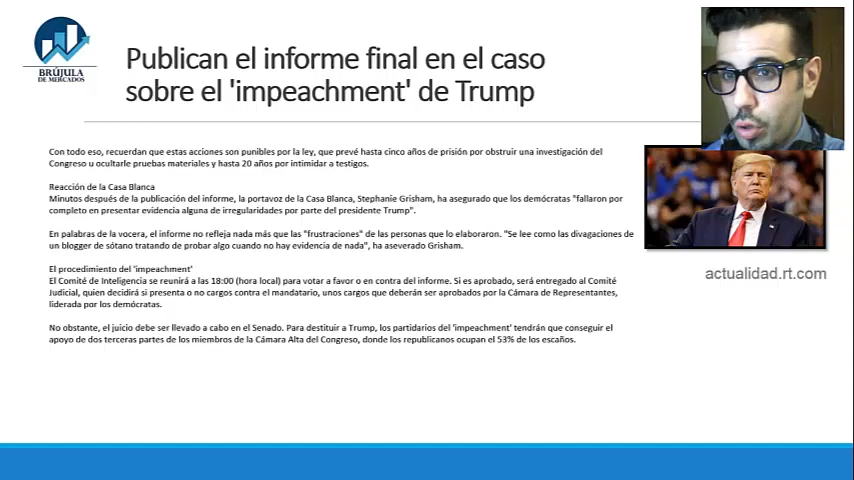 BRÚJULA
DE MERCADOS
Publican el informe final en el caso
sobre el 'impeachment' de Trump
Con todo eso, recuerdan que estas acciones son punibles por la ley, que prevé hasta cinco años de prisión por obstruir una investigación del
Congreso u ocultarle pruebas materiales y hasta 20 años por intimidar a testigos.
Reacción de la Casa Blanca
Minutos después de la publicación del informe, la portavoz de la Casa Blanca, Stephanie Grisham, ha asegurado que los demócratas "fallaron por
completo en presentar evidencia alguna de irregularidades por parte del presidente Trump".
En palabras de la vocera, el informe no refleja nada más que las "frustraciones" de las personas que lo elaboraron. "Se lee como las divagaciones de
un blogger de sótano tratando de probar algo cuando no hay evidencia de nada", ha aseverado Grisham.
El procedimiento del 'impeachment'
El Comité de Inteligencia se reunirá a las 18:00 (hora local) para votar a favor o en contra del informe. Si es aprobado, será entregado al Comité
Judicial, quien decidirá si presenta o no cargos contra el mandatario, unos cargos que deberán ser aprobados por la Cámara de Representantes,
liderada por los demócratas.
No obstante, el juicio debe ser llevado a cabo en el Senado. Para destituir a Trump, los partidarios del 'impeachment' tendrán que conseguir el
apoyo de dos terceras partes de los miembros de la Cámara Alta del Congreso, donde los republicanos ocupan el 53% de los escaños.
actualidad.rt.com